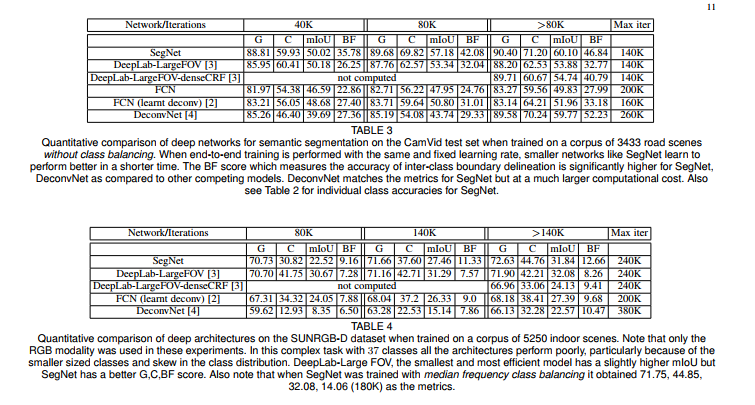 11
Network/Iterations 40K 80K >80K Max iter
G C mIoU BF G C mIoU BF G C mIoU BF
SegNet 88.81 59.93 50.02 35.78 89.68 69.82 57.18 42.08 90.40 71.20 60.10 46.84 140K
DeepLab-LargeFOV [3] 85.95 60.41 50.18 26.25 87.76 62.57 53.34 32.04 88.20 62.53 53.88 32.77 140K
DeepLab-LargeFOV-denseCRF [3] not computed 89.71 60.67 54.74 40.79 140K
FCN 81.97 54.38 46.59 22.86 82.71 56.22 47.95 24.76 83.27 59.56 49.83 27.99 200K
FCN (learnt deconv) [2] 83.21 56.05 48.68 27.40 83.71 59.64 50.80 31.01 83.14 64.21 51.96 33.18 160K
DeconvNet [4] 85.26 46.40 39.69 27.36 85.19 54.08 43.74 29.33 89.58 70.24 59.77 52.23 260K
TABLE 3
Quantitative comparison of deep networks for semantic segmentation on the CamVid test set when trained on a corpus of 3433 road scenes
without class balancing. When end-to-end training is performed with the same and fixed learning rate, smaller networks like SegNet learn to
perform better in a shorter time. The BF score which measures the accuracy of inter-class boundary delineation is significantly higher for SegNet,
DeconvNet as compared to other competing models. DeconvNet matches the metrics for SegNet but at a much larger computational cost. Also
see Table 2 for individual class accuracies for SegNet.
Network/Iterations 80K 140K >140K Max iter
G C mIoU BF G C mIoU BF G C mIoU BF
SegNet 70.73 30.82 22.52 9.16 71.66 37.60 27.46 11.33 72.63 44.76 31.84 12.66 240K
DeepLab-LargeFOV [3] 70.70 41.75 30.67 7.28 71.16 42.71 31.29 7.57 71.90 42.21 32.08 8.26 240K
DeepLab-LargeFOV-denseCRF [3] not computed 66.96 33.06 24.13 9.41 240K
FCN (learnt deconv) [2] 67.31 34.32 24.05 7.88 68.04 37.2 26.33 9.0 68.18 38.41 27.39 9.68 200K
DeconvNet [4] 59.62 12.93 8.35 6.50 63.28 22.53 15.14 7.86 66.13 32.28 22.57 10.47 380K
TABLE 4
Quantitative comparison of deep architectures on the SUNRGB-D dataset when trained on a corpus of 5250 indoor scenes. Note that only the
RGB modality was used in these experiments. In this complex task with 37 classes all the architectures perform poorly, particularly because of the
smaller sized classes and skew in the class distribution. DeepLab-Large FOV, the smallest and most efficient model has a slightly higher mIoU but
SegNet has a better G,C,BF score. Also note that when SegNet was trained with median frequency class balancing it obtained 71.75, 44.85,
32.08, 14.06 (180K) as the metrics.